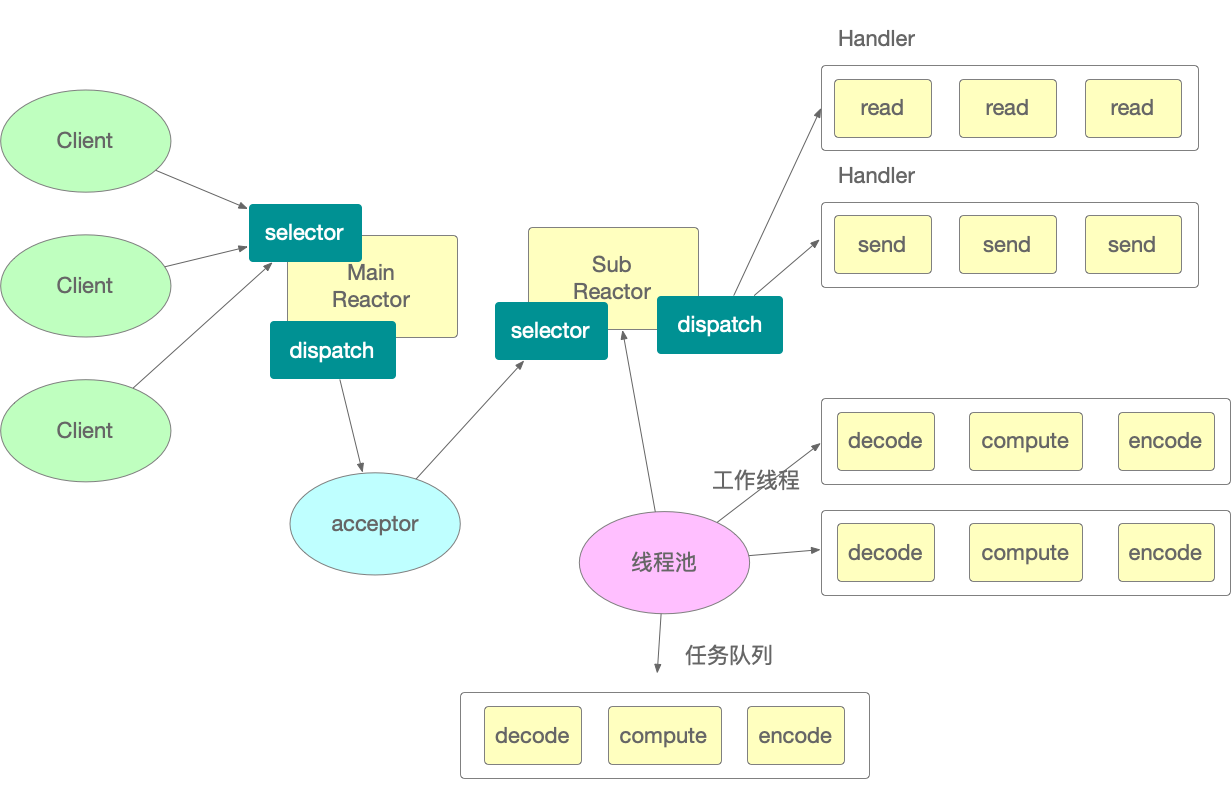 Handler
read
read
read
Handler
send
send
send
Client
Client
Client
selector
Main
Reactor
dispatch
acceptor
Sub
Reactor
selector
dispatch
线程池
工作线程
decode
compute
encode
decode
compute
encode
任务队列
decode
compute
encode